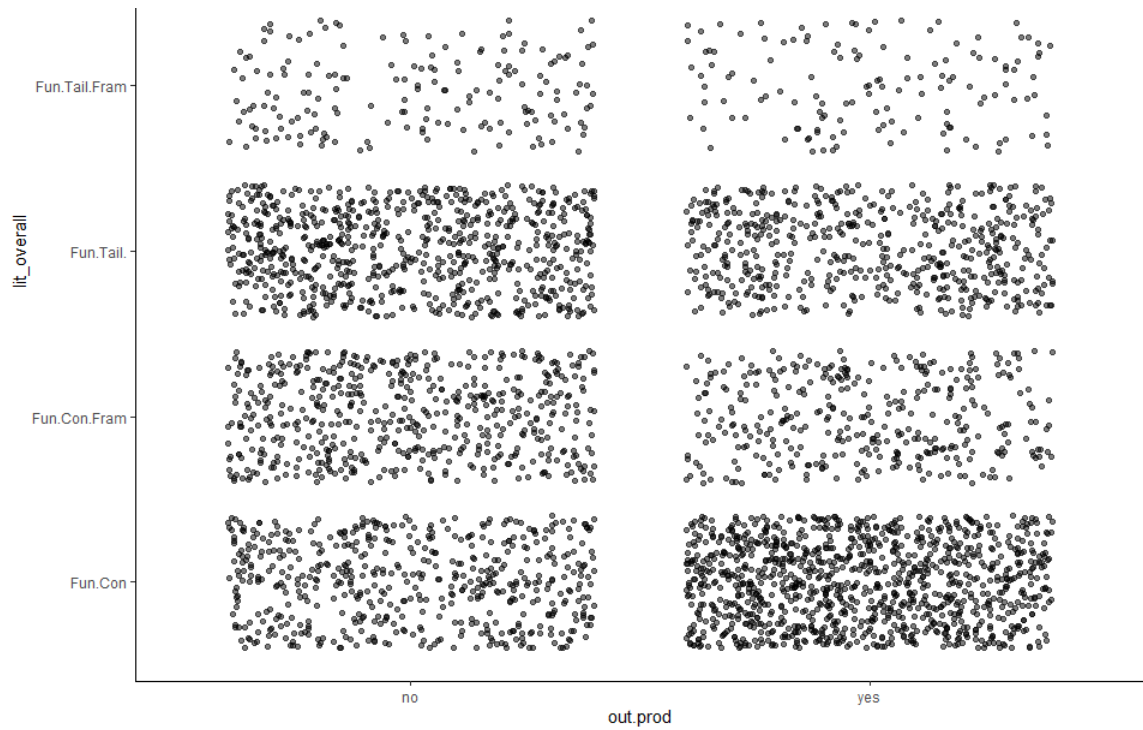 Fun.Tail.Fram
Fun.Tail.
Fun.Con.Fram
Fun.Con
lit_overall
no
yes
out.prod